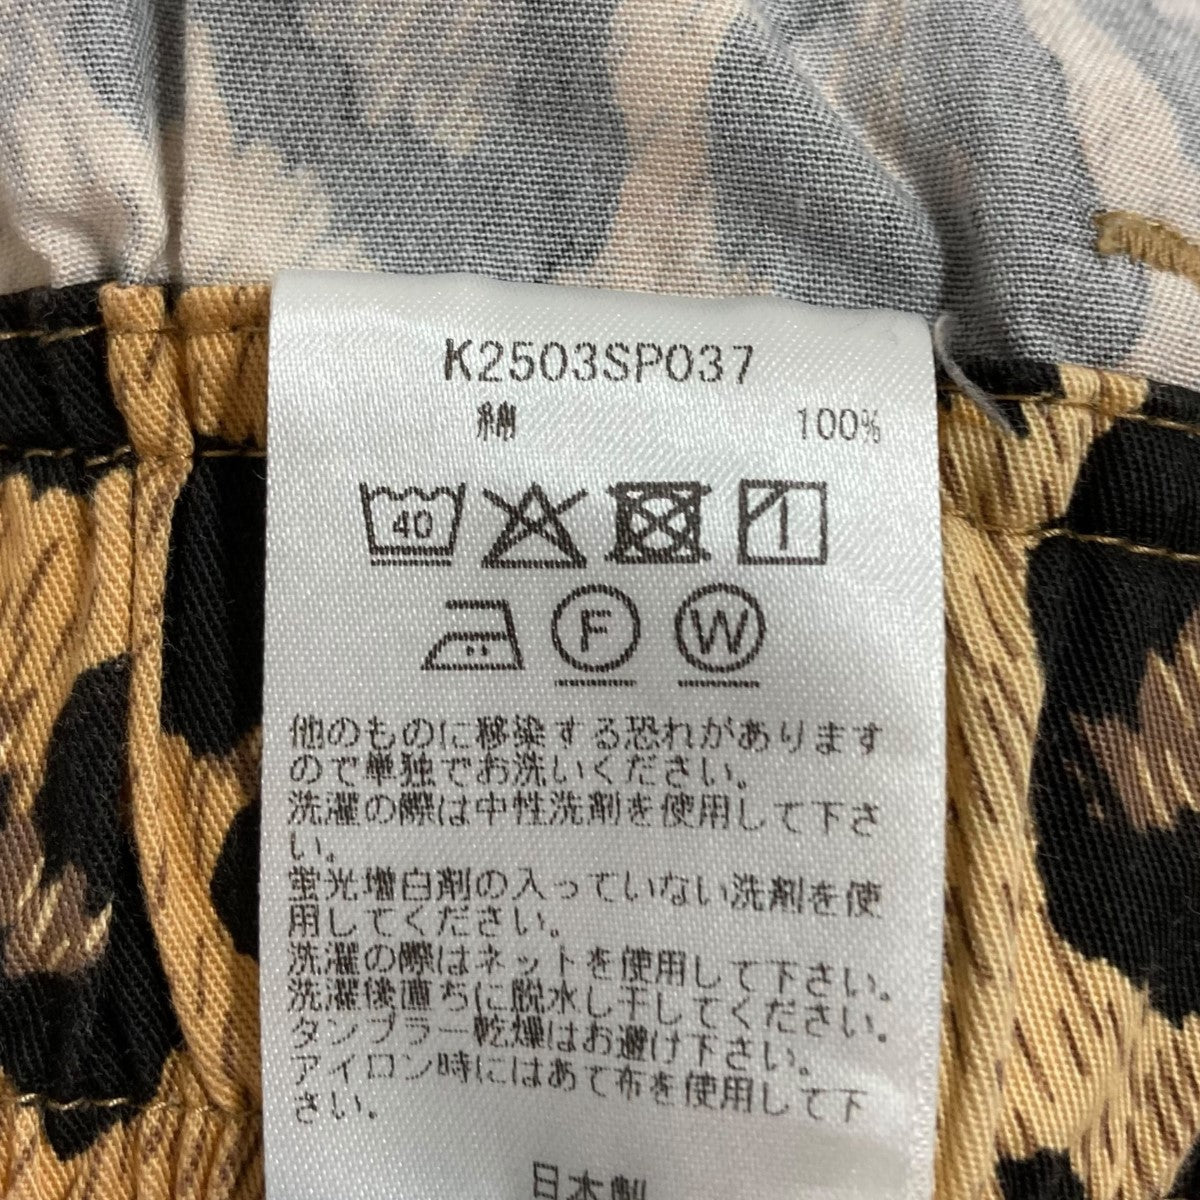 K2503SP037
綿 100%
40
F W
他のものに移染する恐れがあります
ので単独でお洗いください。
洗濯の際は中性洗剤を使用して下さ
い。
蛍光増白剤の入っていない洗剤を使
用してください。
洗濯の際はネットを使用して下さい。
洗濯後直ちに脱水し干してください。
タンブラー乾燥はお避け下さい。
アイロン時にはあて布を使用して下
さい。
日本製